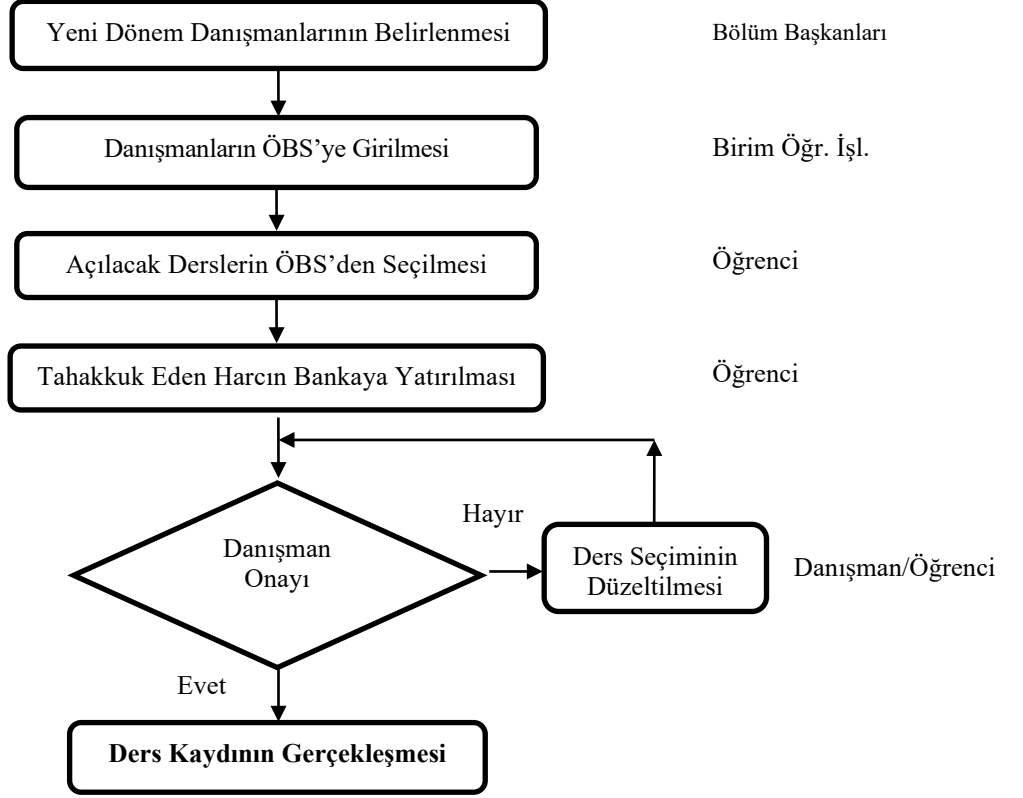 Yeni Dönem Danışmanlarının Belirlenmesi
Bölüm Başkanları
Danışmanların ÖBS’ye Girilmesi
Birim Öğr. İşl.
Açılacak Derslerin ÖBS’den Seçilmesi
Öğrenci
Tahakkuk Eden Harcın Bankaya Yatırılması
Öğrenci
Danışman
Onayı
Hayır
Ders Seçiminin
Düzeltilmesi
Danışman/Öğrenci
Evet
Ders Kaydının Gerçekleşmesi